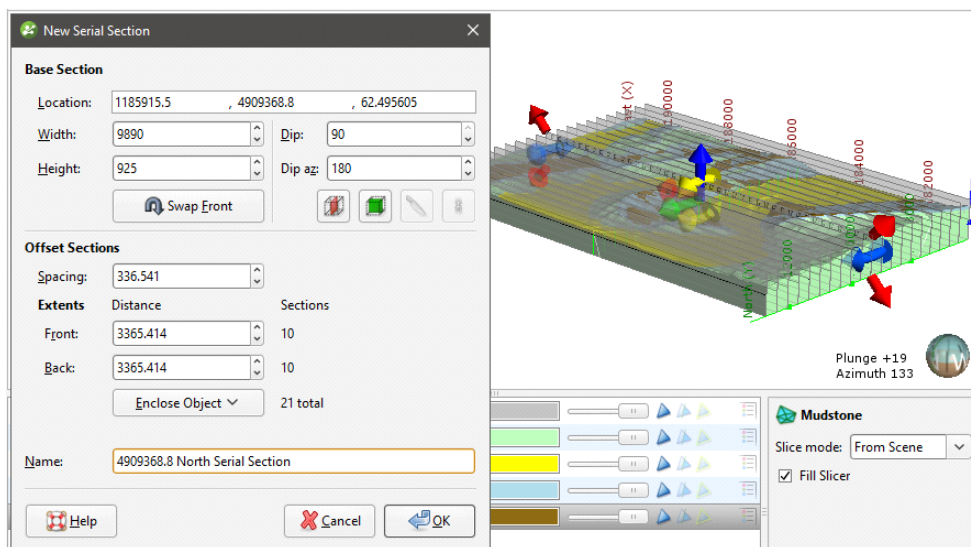 New Serial Section
Base Section
Location: 1185915.5 , 4909368.8 , 62.495605
Width: 9890 Dip: 90
Height: 925 Dip az: 180
Swap Front
Offset Sections
Spacing: 336.541
Extents Distance Sections
Front: 3365.414 10
Back: 3365.414 10
Enclose Object 21 total
Name: 4909368.8 North Serial Section
Help Cancel OK
190000
188000
184000
182000
12000
North (Y)
Plunge +19
Azimuth 133
Mudstone
Slice mode: From Scene
Fill Slicer